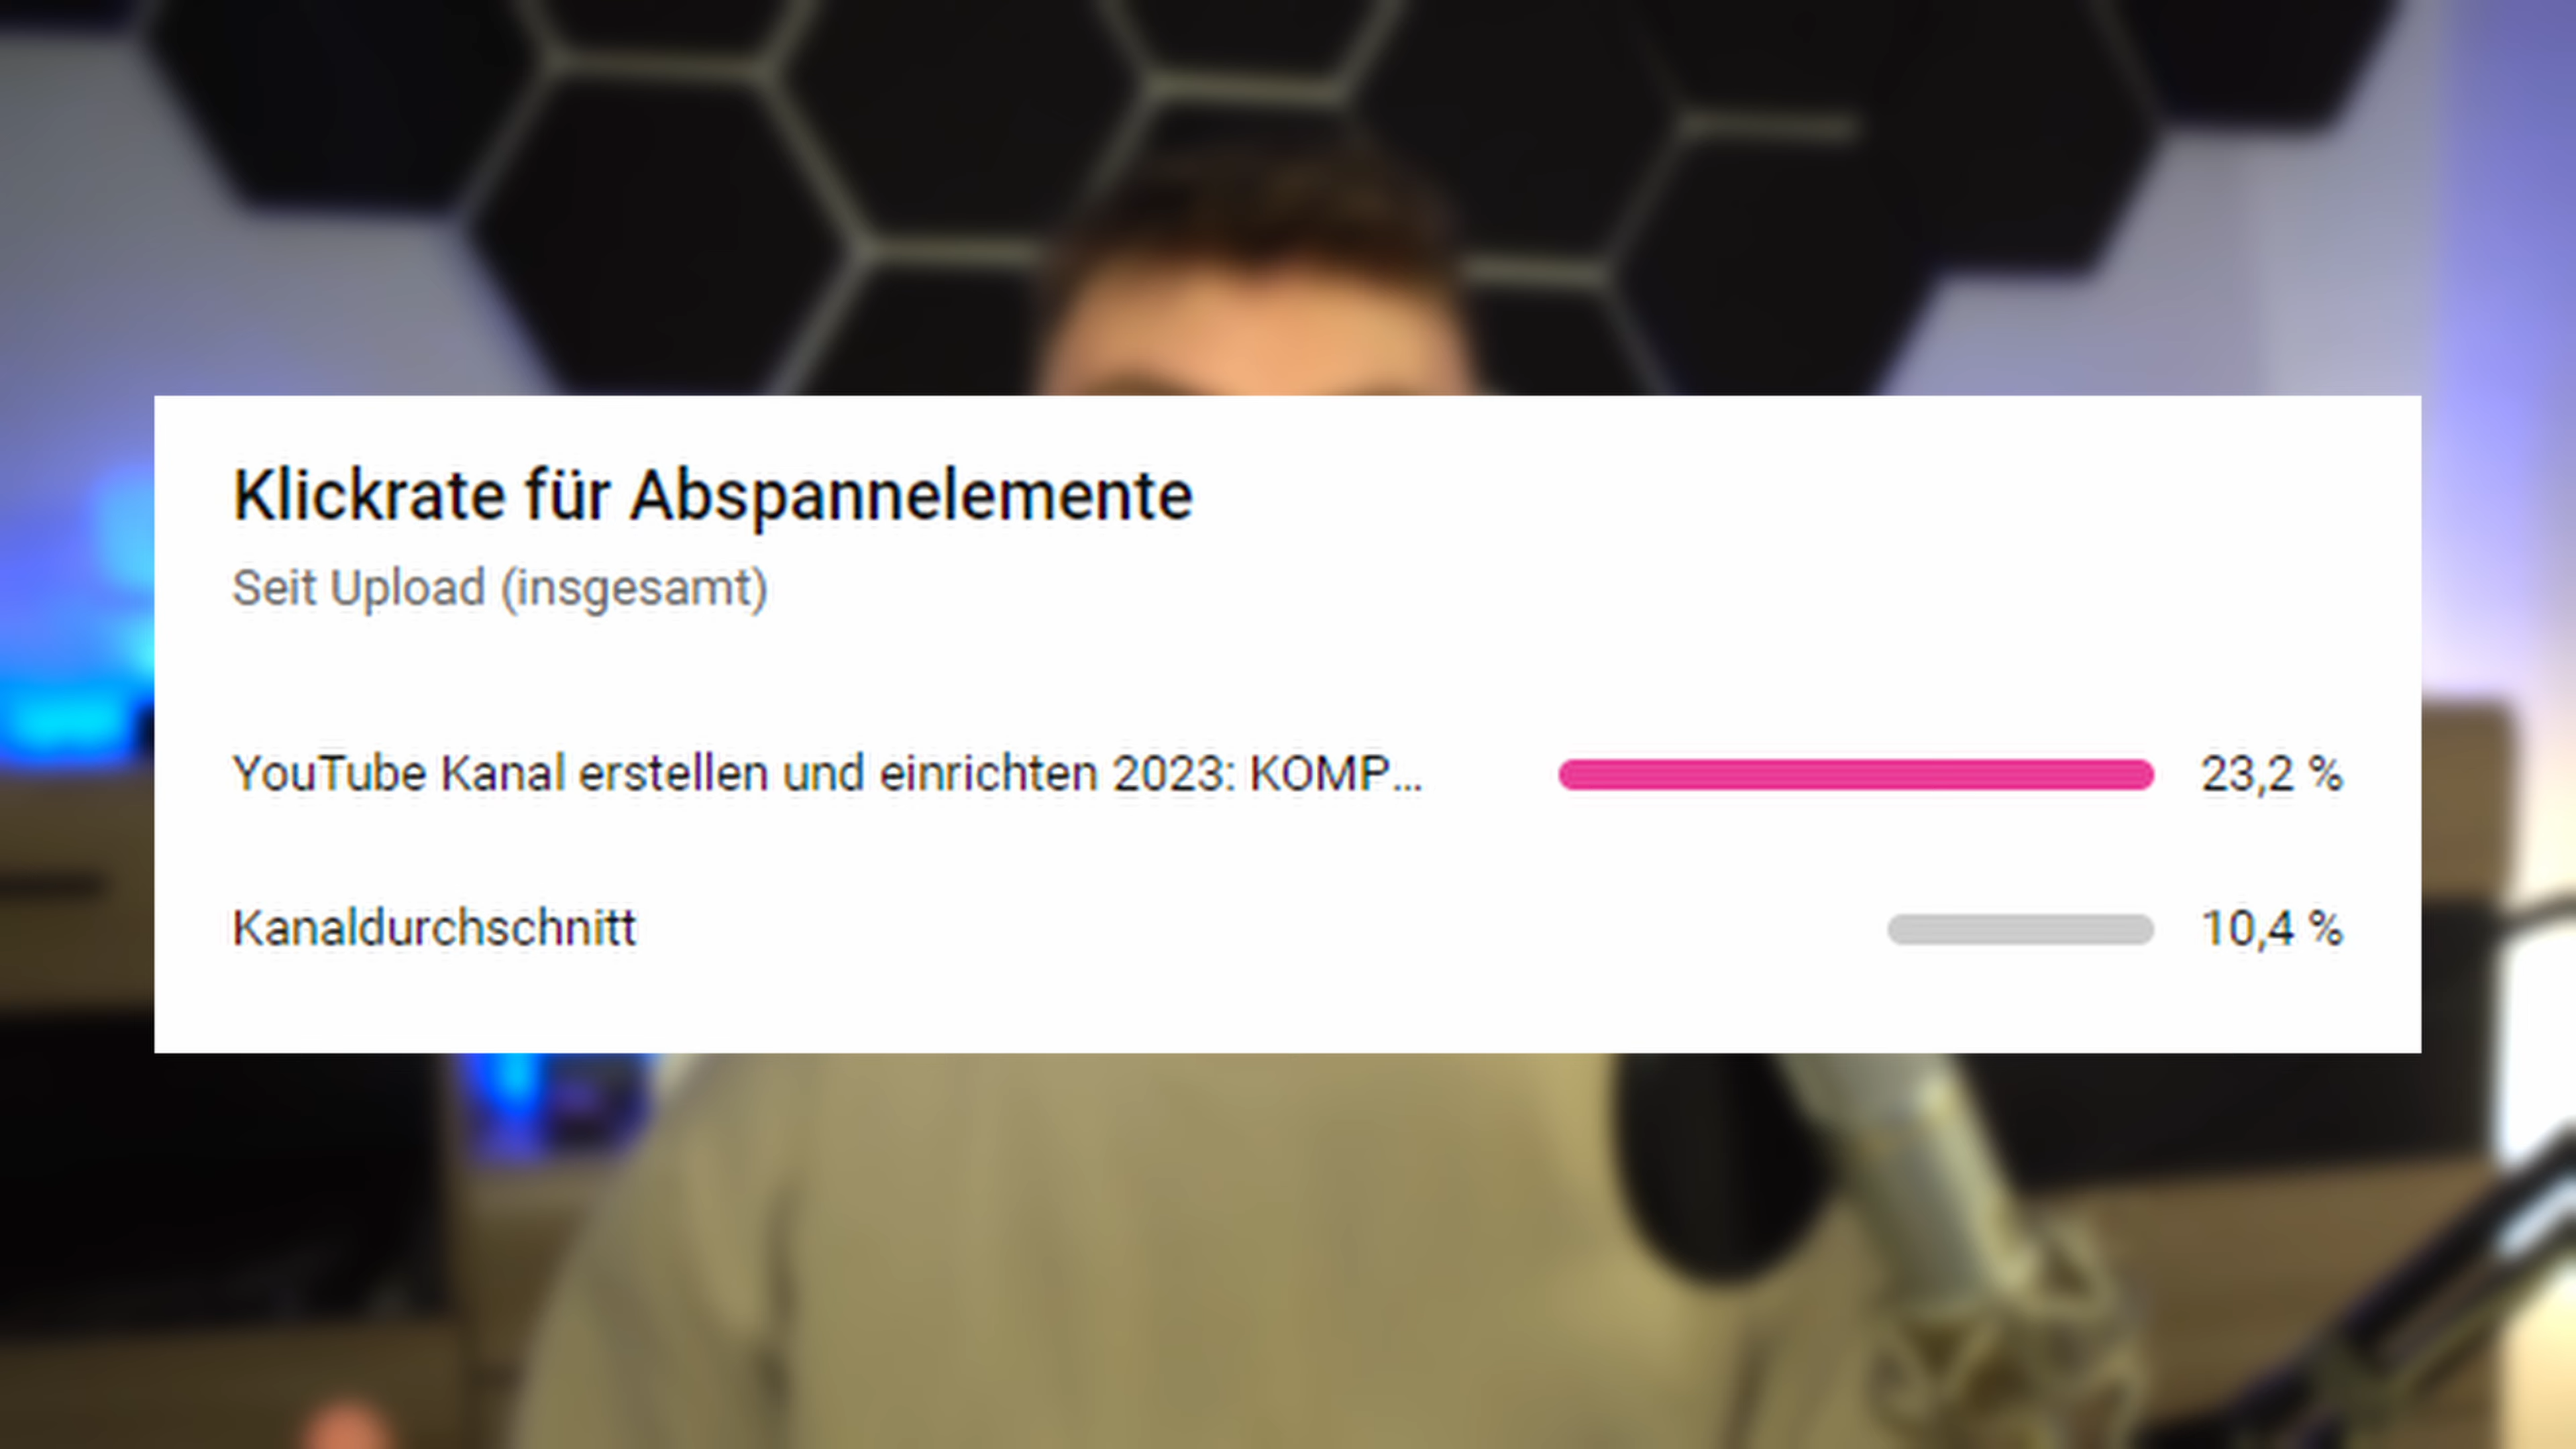 Klickrate für Abspannelemente
Seit Upload (insgesamt)
YouTube Kanal erstellen und einrichten 2023: KOMP...
23,2 %
Kanaldurchschnitt
10,4 %